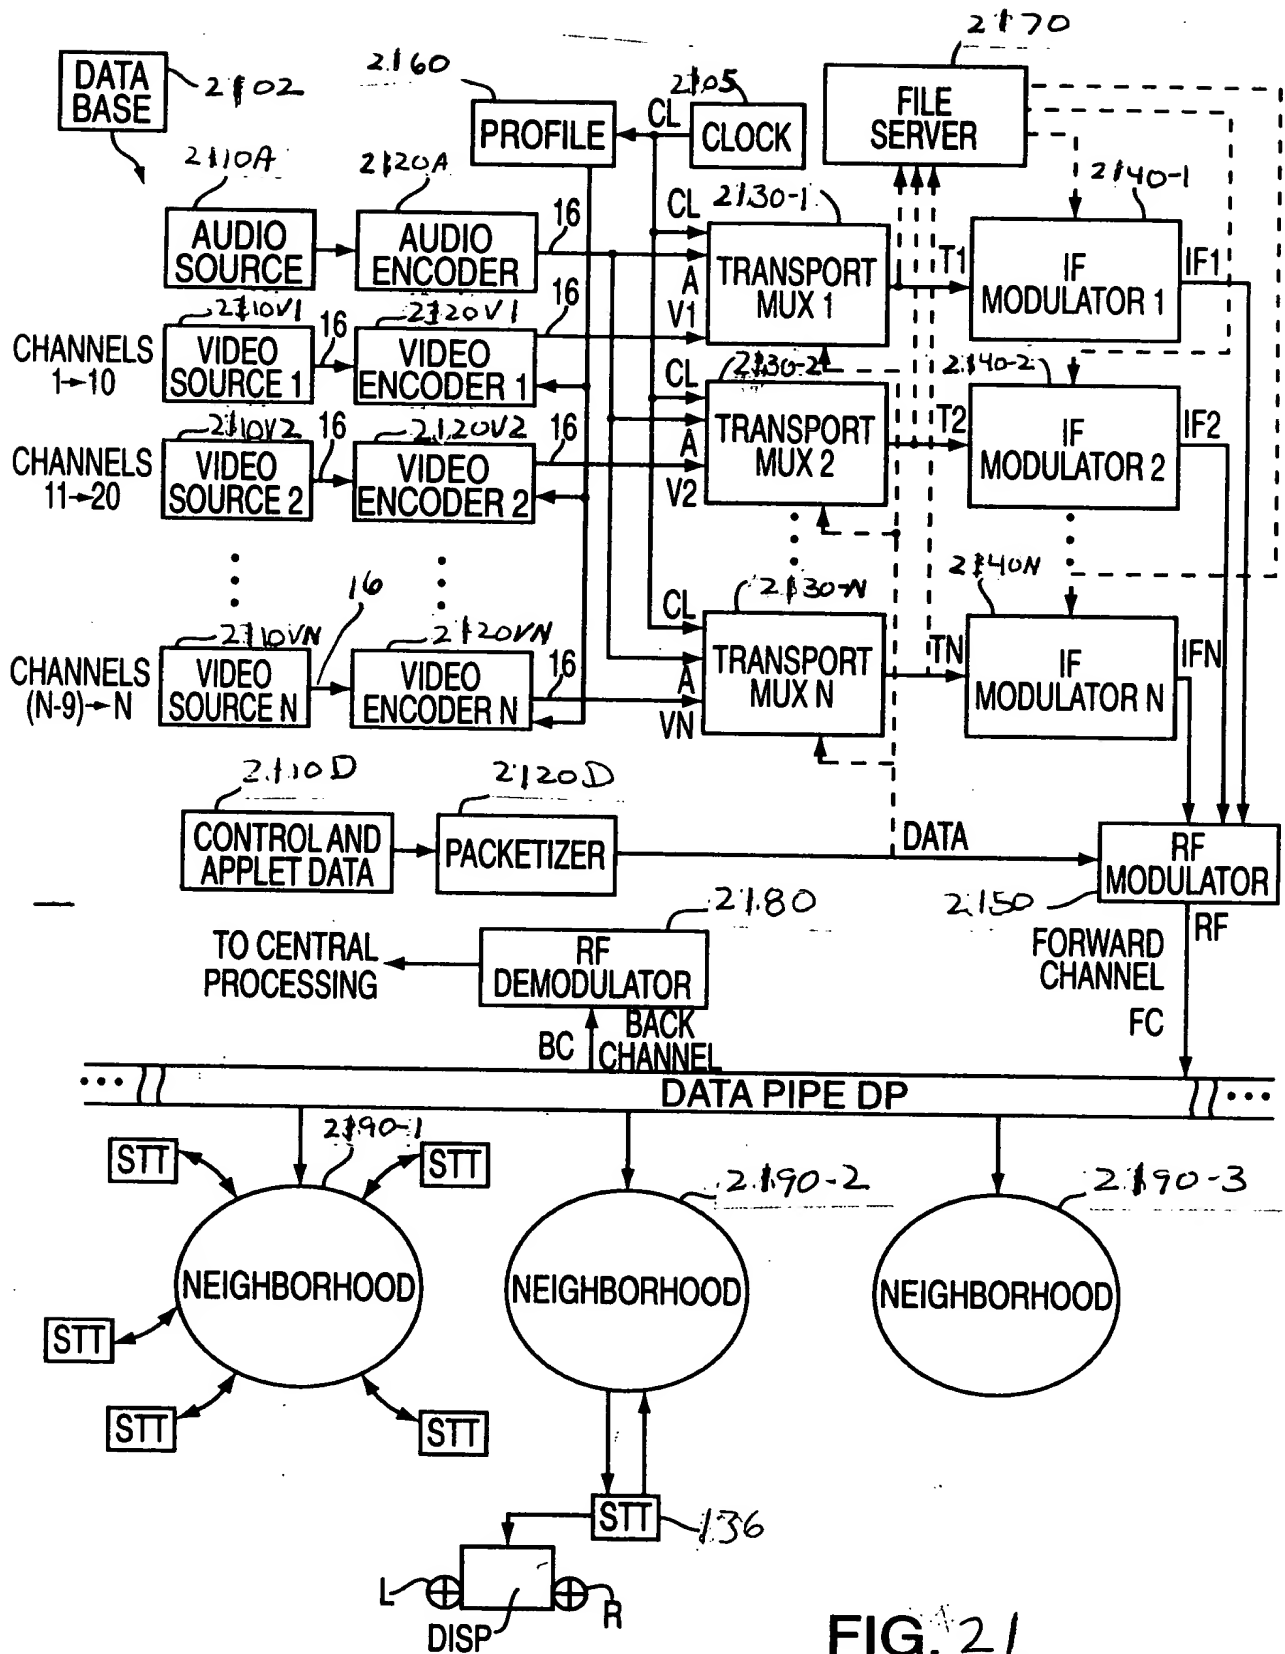 2170
DATA BASE
2102
2160
2105
CL
PROFILE
CLOCK
FILE SERVER
2110A
2120A
2130-1
2140-1
AUDIO SOURCE
AUDIO ENCODER
16
CL
A
V1
TRANSPORT MUX 1
T1
IF MODULATOR 1
IF1
CHANNELS 1→10
2110V1
VIDEO SOURCE 1
16
2120V1
VIDEO ENCODER 1
16
CHANNELS 11→20
2110V2
VIDEO SOURCE 2
16
2120V2
VIDEO ENCODER 2
16
CL
A
V2
2130-2
TRANSPORT MUX 2
T2
2140-2
IF MODULATOR 2
IF2
CHANNELS (N-9)→N
2110VN
VIDEO SOURCE N
16
2120VN
VIDEO ENCODER N
16
CL
A
VN
2130-N
TRANSPORT MUX N
TN
2140N
IF MODULATOR N
IFN
2110D
CONTROL AND APPLET DATA
2120D
PACKETIZER
DATA
RF MODULATOR
2150
RF
2180
TO CENTRAL PROCESSING
RF DEMODULATOR
FORWARD CHANNEL
FC
BC
BACK CHANNEL
DATA PIPE DP
STT
2190-1
STT
NEIGHBORHOOD
STT
STT
STT
2190-2
NEIGHBORHOOD
2190-3
NEIGHBORHOOD
STT
136
L
R
DISP
FIG. 21